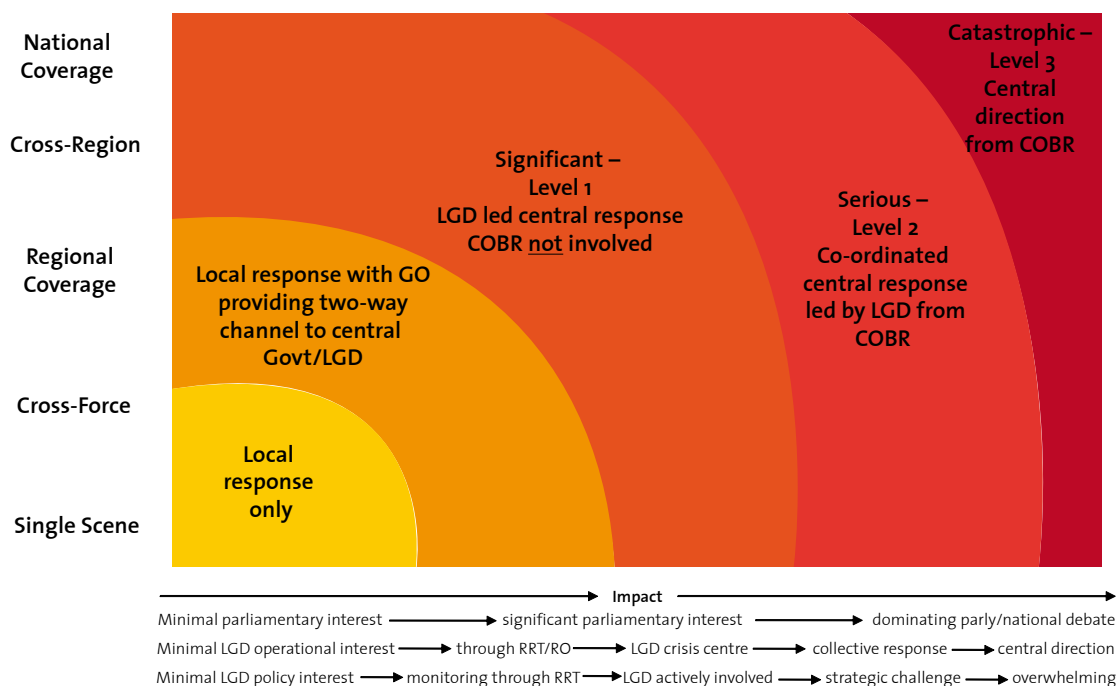 National
Coverage
Cross-Region
Regional
Coverage
Cross-Force
Single Scene
Catastrophic –
Level 3
Central
direction
from COBR
Significant –
Level 1
LGD led central response
COBR not involved
Serious –
Level 2
Co-ordinated
central response
led by LGD from
COBR
Local response with GO
providing two-way
channel to central
Govt/LGD
Local
response
only
Impact
Minimal parliamentary interest significant parliamentary interest dominating parly/national debate
Minimal LGD operational interest through RRT/RO LGD crisis centre collective response central direction
Minimal LGD policy interest monitoring through RRT LGD actively involved strategic challenge overwhelming